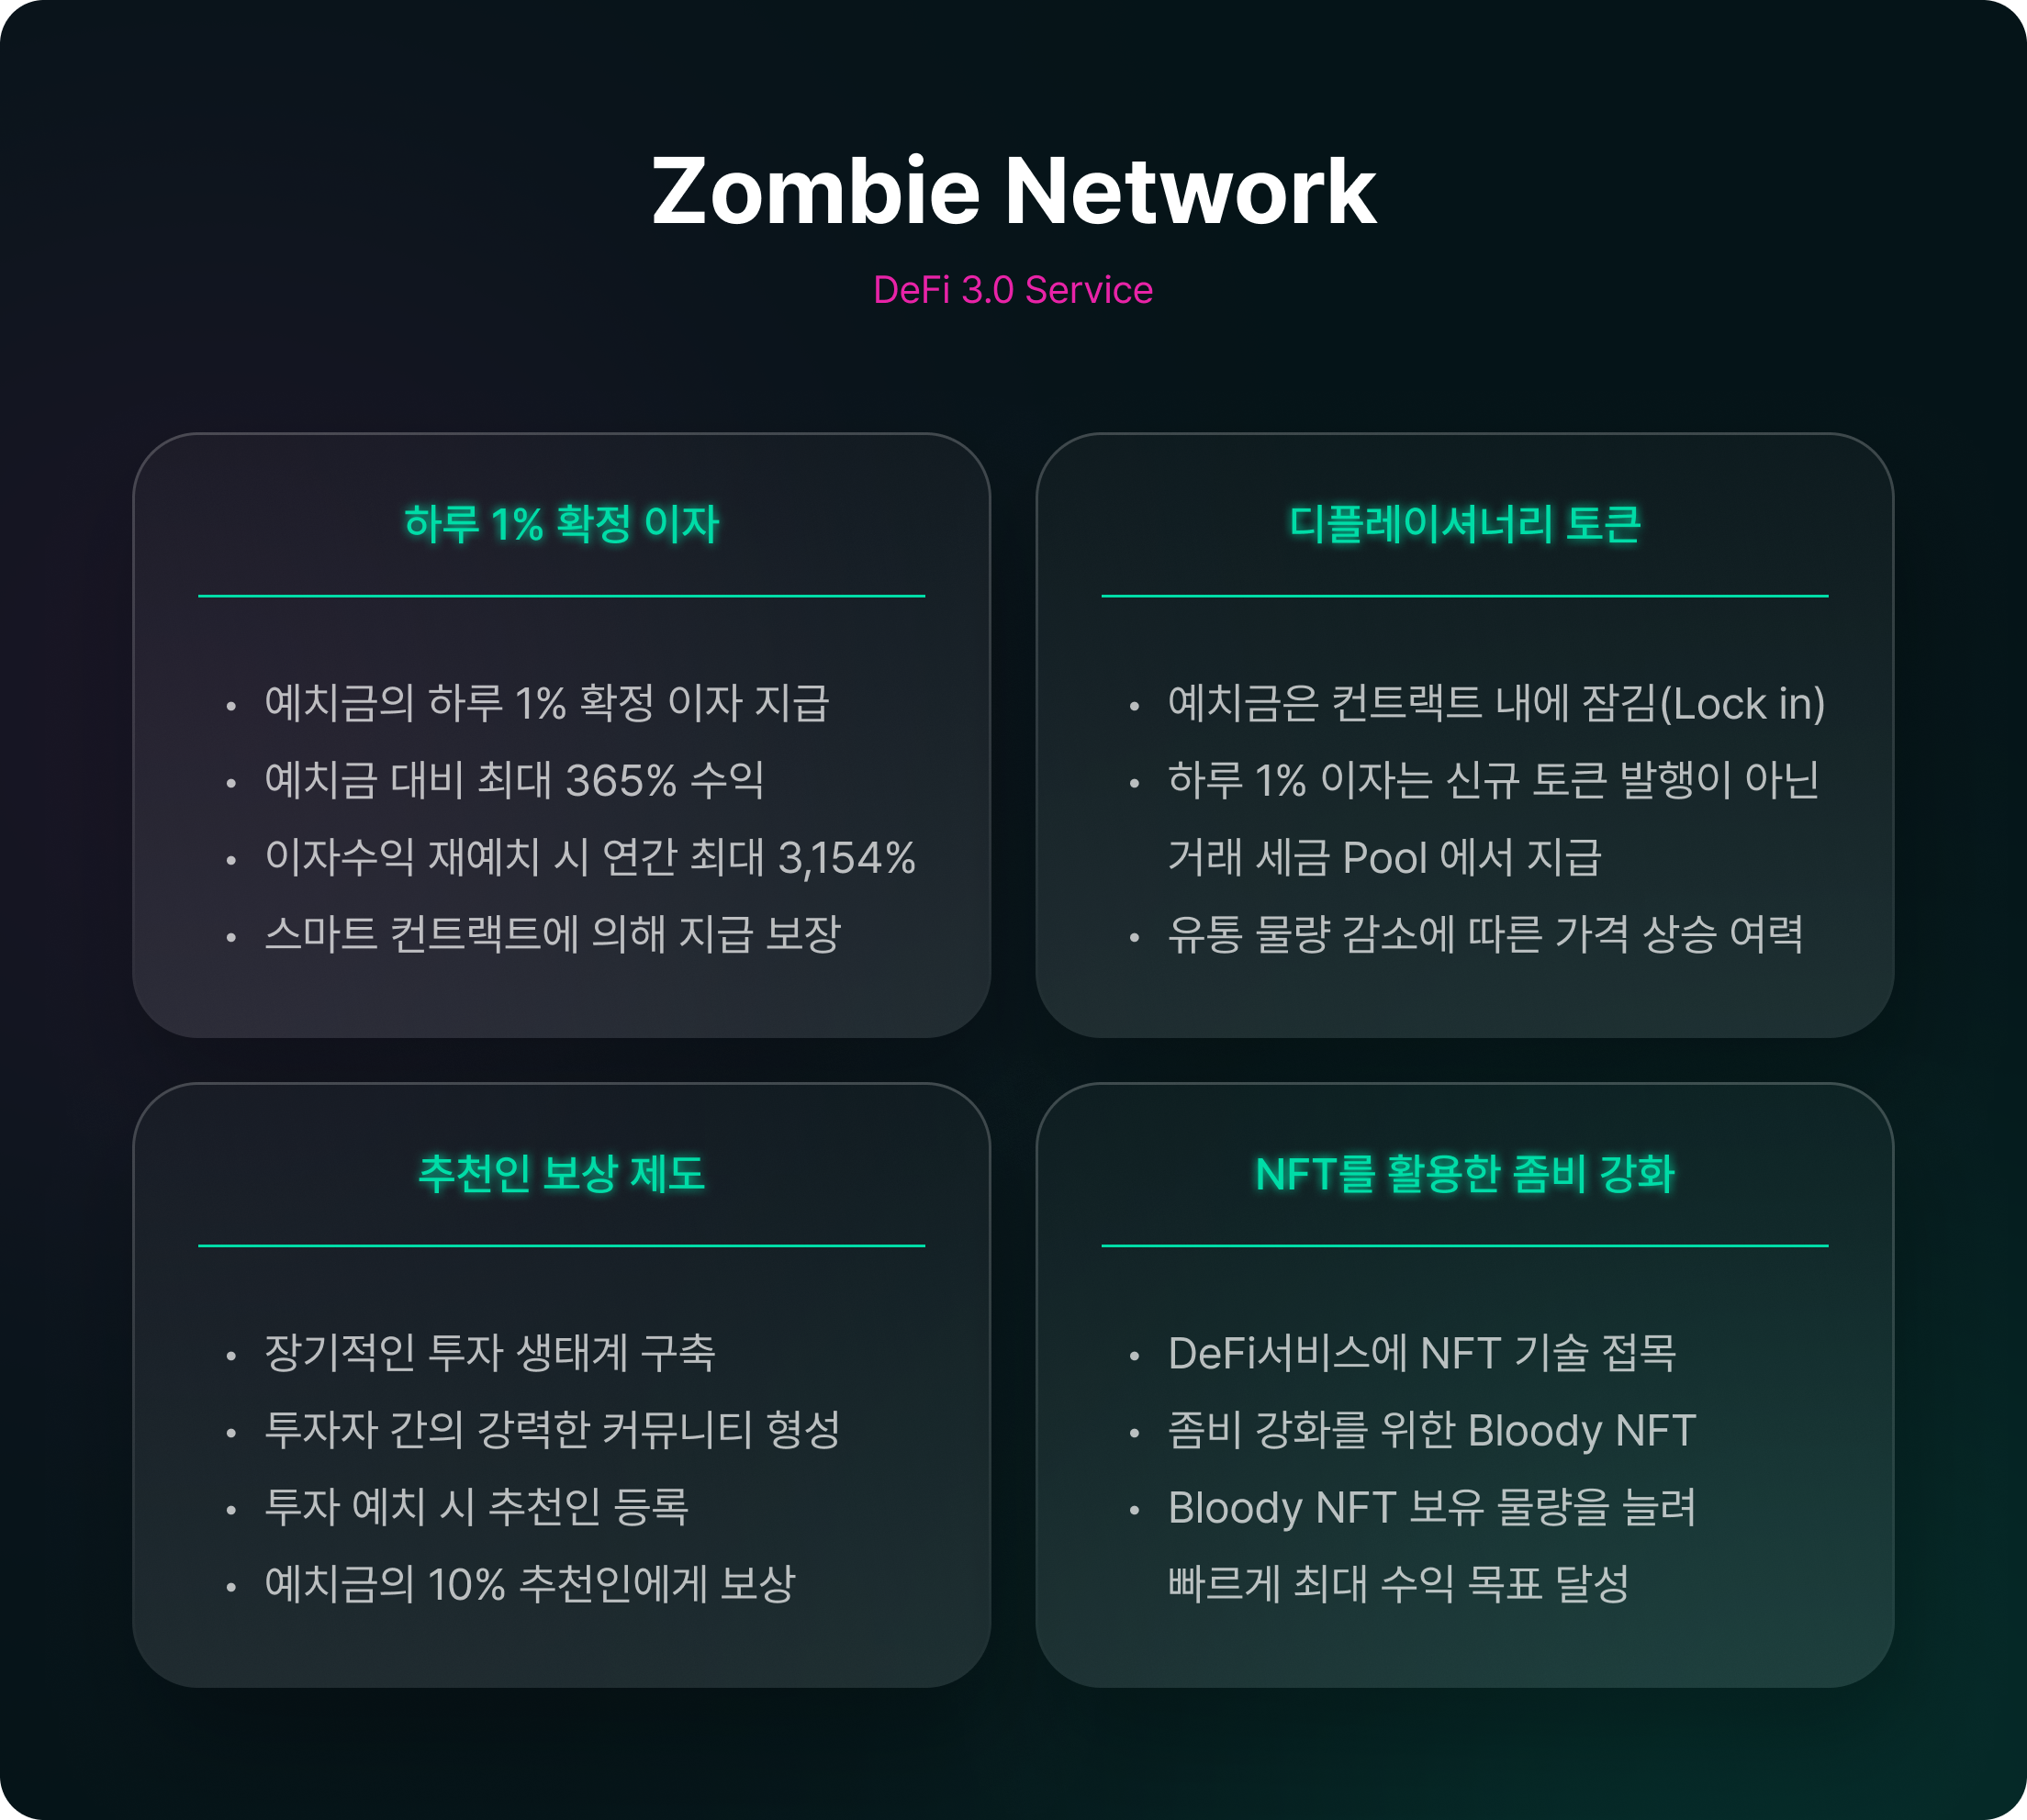 Zombie Network
DeFi 3.0 Service
하루 1% 확정 이자
• 예치금의 하루 1% 확정 이자 지급
• 예치금 대비 최대 365% 수익
• 이자수익 재예치 시 연간 최대 3,154%
• 스마트 컨트랙트에 의해 지급 보장
디플레이셔너리 토큰
• 예치금은 컨트랙트 내에 잠김(Lock in)
• 하루 1% 이자는 신규 토큰 발행이 아닌
거래 세금 Pool 에서 지급
• 유통 물량 감소에 따른 가격 상승 여력
추천인 보상 제도
• 장기적인 투자 생태계 구축
• 투자자 간의 강력한 커뮤니티 형성
• 투자 예치 시 추천인 등록
• 예치금의 10% 추천인에게 보상
NFT를 활용한 좀비 강화
• DeFi서비스에 NFT 기술 접목
• 좀비 강화를 위한 Bloody NFT
• Bloody NFT 보유 물량을 늘려
빠르게 최대 수익 목표 달성